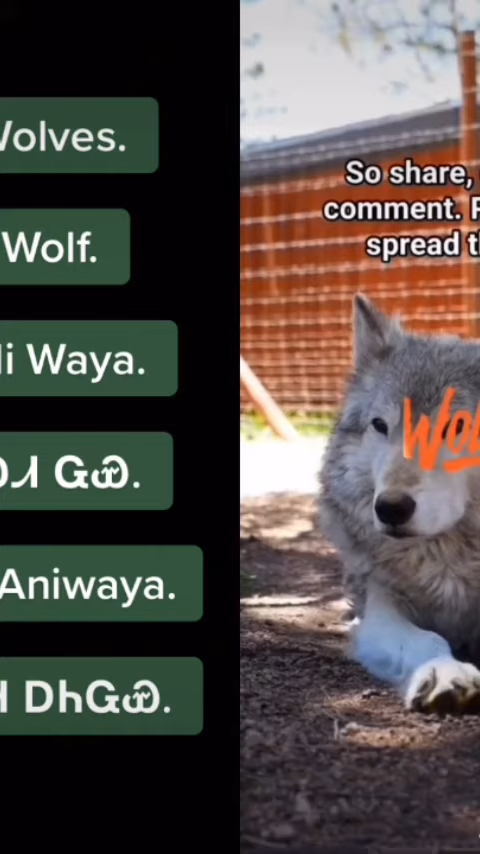 Wolves.
Wolf.
Waya.
ᏩᏯ.
Aniwaya.
ᎠᏂᏩᏯ.
So share,
comment.
spread